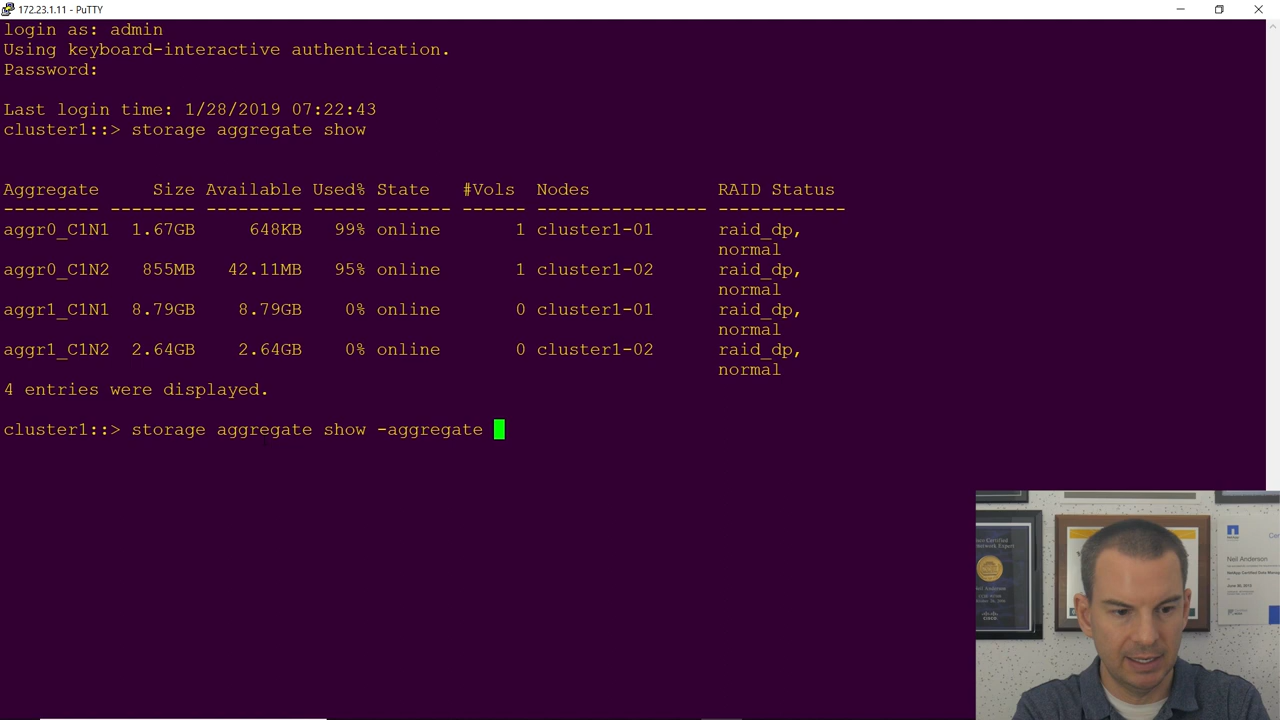 172.23.1.11 - PuTTY
login as: admin
Using keyboard-interactive authentication.
Password:
Last login time: 1/28/2019 07:22:43
cluster1::> storage aggregate show
Aggregate     Size Available Used% State   #Vols  Nodes            RAID Status
--------- -------- --------- ----- ------- ------ ---------------- ------------
aggr0_C1N1  1.67GB     648KB   99% online       1 cluster1-01      raid_dp,
normal
aggr0_C1N2   855MB   42.11MB   95% online       1 cluster1-02      raid_dp,
normal
aggr1_C1N1  8.79GB    8.79GB    0% online       0 cluster1-01      raid_dp,
normal
aggr1_C1N2  2.64GB    2.64GB    0% online       0 cluster1-02      raid_dp,
normal
4 entries were displayed.
cluster1::> storage aggregate show -aggregate
Neil Anderson